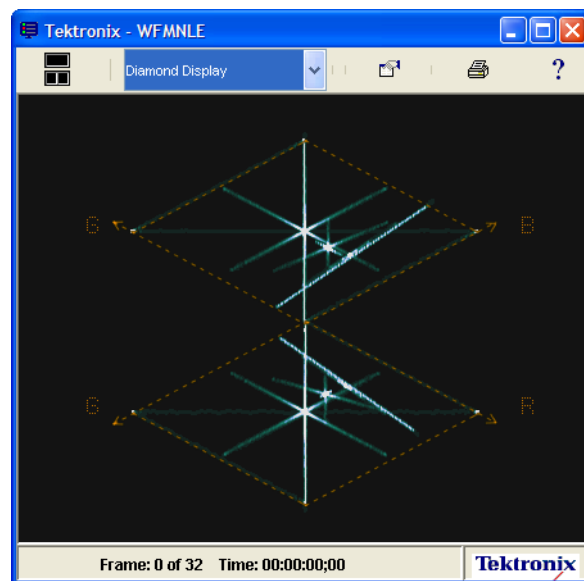 Tektronix - WFMNLE
Diamond Display
?
G B
G R
Frame: 0 of 32 Time: 00:00:00;00
Tektronix